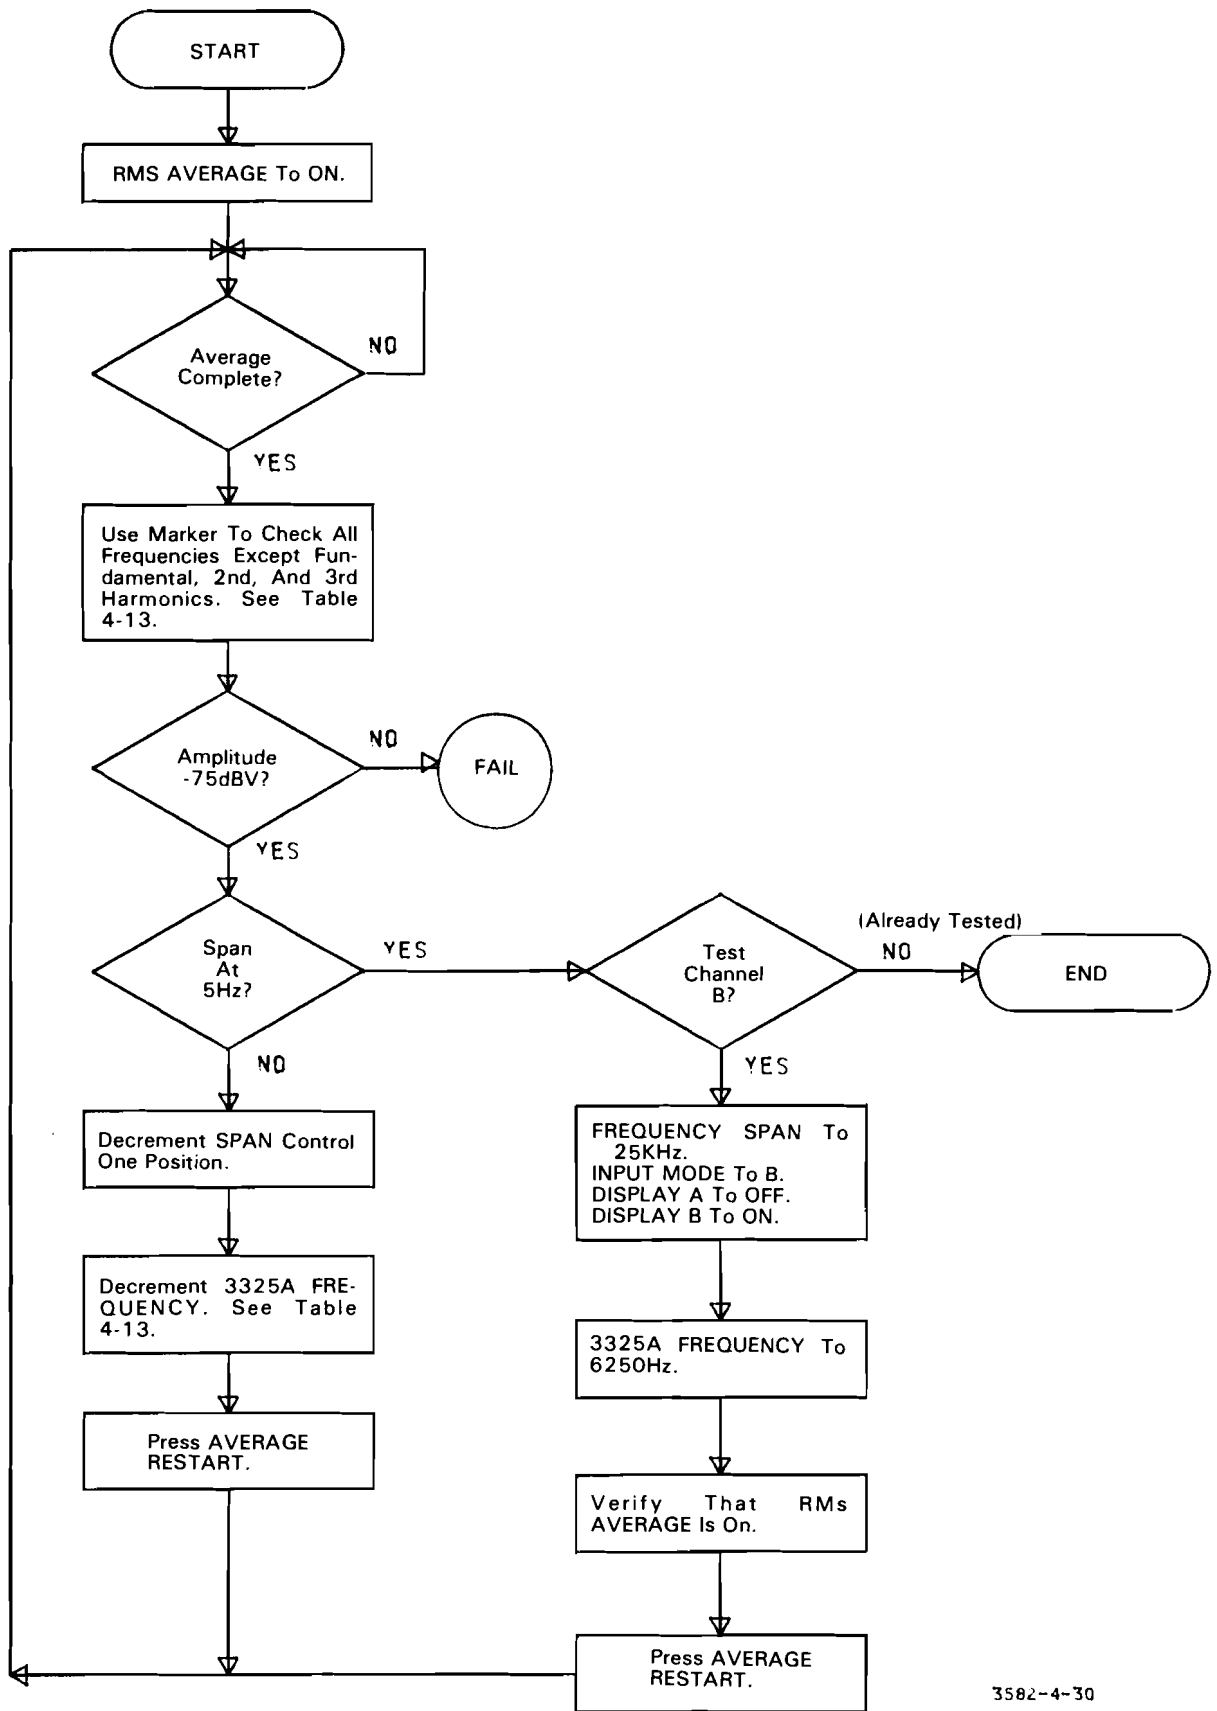 START
RMS AVERAGE To ON.
NO
Average
Complete?
YES
Use Marker To Check All
Frequencies Except Fun-
damental, 2nd, And 3rd
Harmonics. See Table
4-13.
NO
Amplitude
-75dBV?
FAIL
YES
Span
At
5Hz?
YES
Test
Channel
B?
(Already Tested)
NO
END
NO
YES
Decrement SPAN Control
One Position.
FREQUENCY SPAN To
25KHz.
INPUT MODE To B.
DISPLAY A To OFF.
DISPLAY B To ON.
Decrement 3325A FRE-
QUENCY. See Table
4-13.
3325A FREQUENCY To
6250Hz.
Press AVERAGE
RESTART.
Verify That RMs
AVERAGE Is On.
Press AVERAGE
RESTART.
3582-4-30